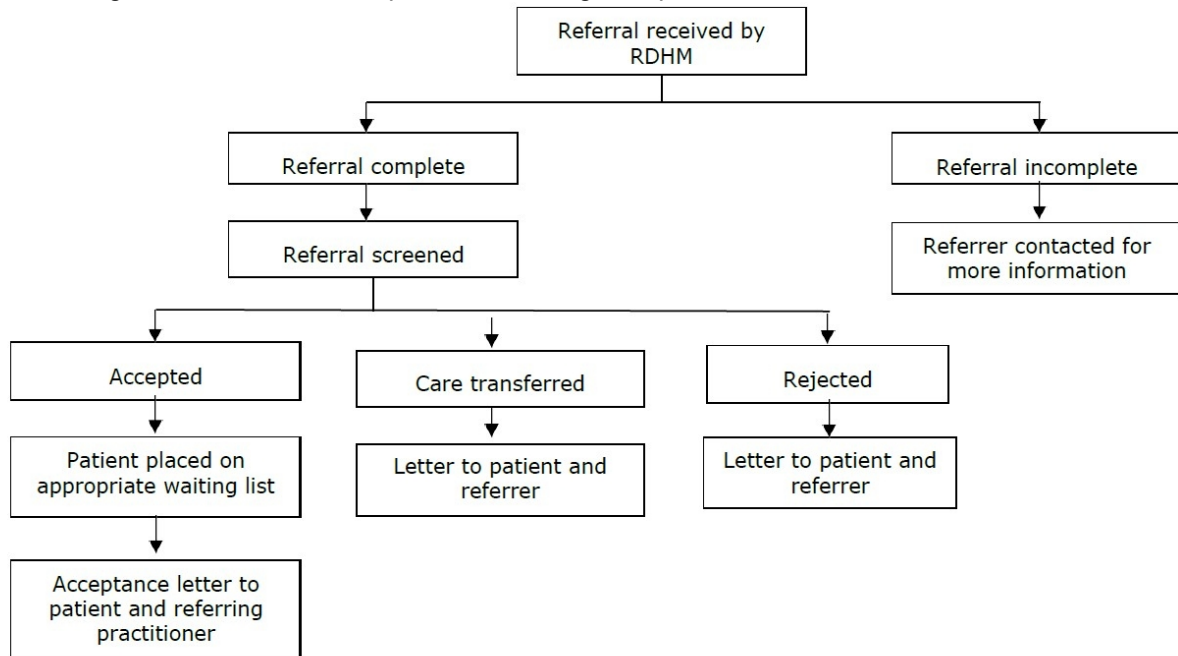 Referral received by
RDHM
Referral complete
Referral incomplete
Referral screened
Referrer contacted for
more information
Accepted
Care transferred
Rejected
Patient placed on
appropriate waiting list
Letter to patient and
referrer
Letter to patient and
referrer
Acceptance letter to
patient and referring
practitioner